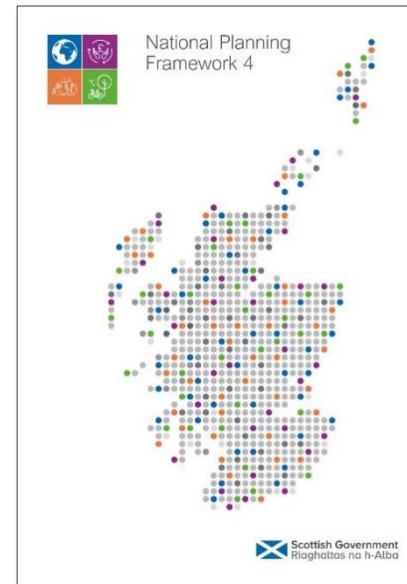 National Planning
Framework 4
Scottish Government
Riaghaltas na h-Alba